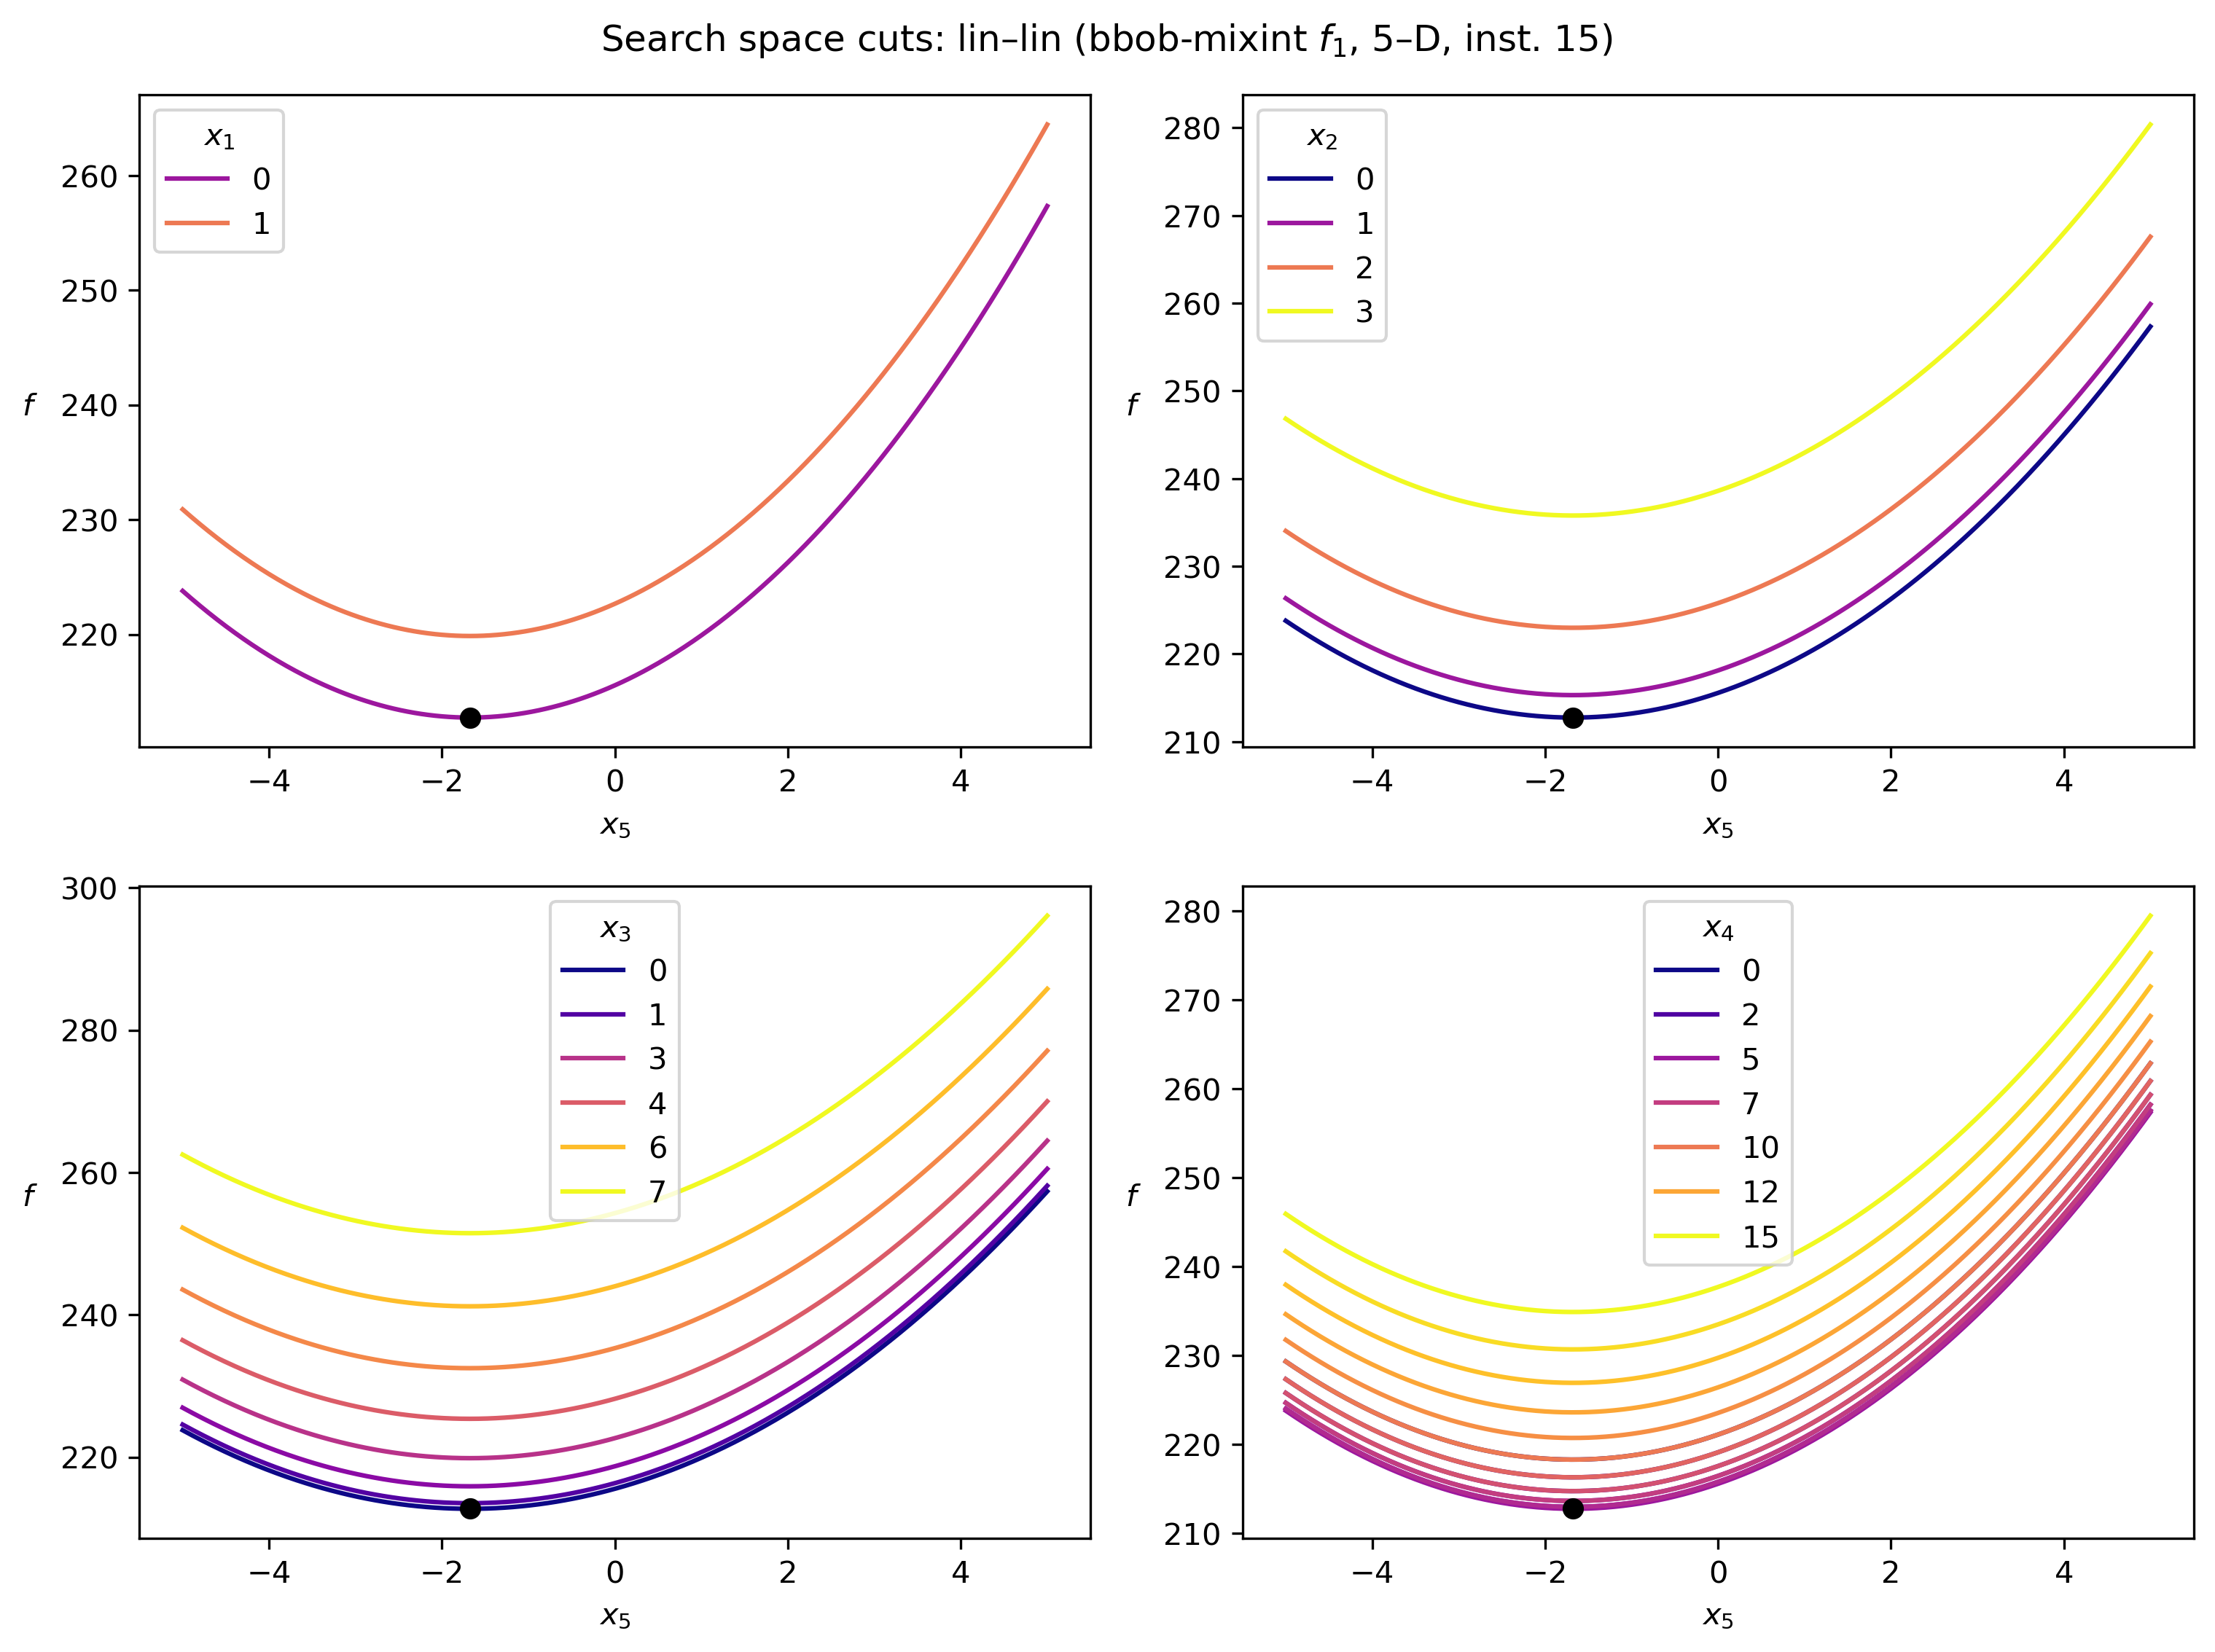 Search space cuts: lin–lin (bbob-mixint f₁, 5–D, inst. 15)
x₁
0
1
260
250
240
230
220
f
−4 −2 0 2 4
x₅
x₂
0
1
2
3
280
270
260
250
240
230
220
210
f
−4 −2 0 2 4
x₅
x₃
0
1
3
4
6
7
300
280
260
240
220
f
−4 −2 0 2 4
x₅
x₄
0
2
5
7
10
12
15
280
270
260
250
240
230
220
210
f
−4 −2 0 2 4
x₅